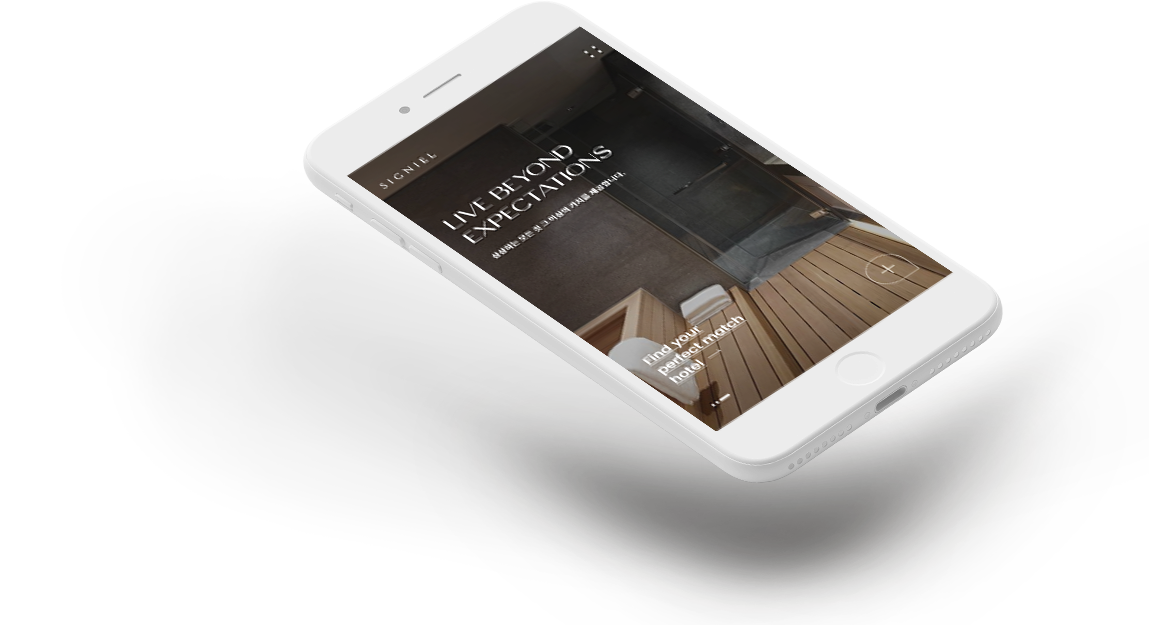 SIGNIEL
LIVE BEYOND
EXPECTATIONS
상상하는 모든 것 그 이상의 가치를 제공합니다.
Find your
perfect match
hotel